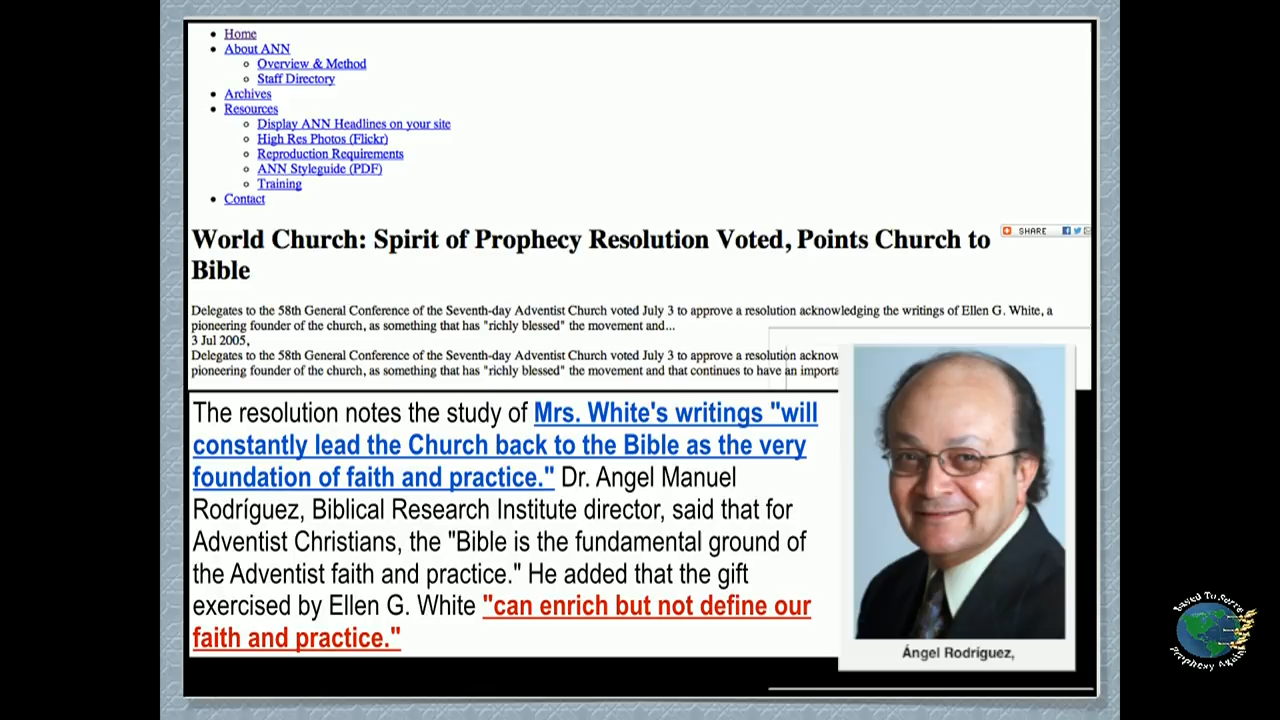 Home
About ANN
Overview & Method
Staff Directory
Archives
Resources
Display ANN Headlines on your site
High Res Photos (Flickr)
Reproduction Requirements
ANN Styleguide (PDF)
Training
Contact
World Church: Spirit of Prophecy Resolution Voted, Points Church to
Bible
SHARE
Delegates to the 58th General Conference of the Seventh-day Adventist Church voted July 3 to approve a resolution acknowledging the writings of Ellen G. White, a
pioneering founder of the church, as something that has "richly blessed" the movement and...
3 Jul 2005,
Delegates to the 58th General Conference of the Seventh-day Adventist Church voted July 3 to approve a resolution acknow
pioneering founder of the church, as something that has "richly blessed" the movement and that continues to have an importa
The resolution notes the study of Mrs. White's writings "will
constantly lead the Church back to the Bible as the very
foundation of faith and practice." Dr. Angel Manuel
Rodríguez, Biblical Research Institute director, said that for
Adventist Christians, the "Bible is the fundamental ground of
the Adventist faith and practice." He added that the gift
exercised by Ellen G. White "can enrich but not define our
faith and practice."
Ángel Rodríguez,
Prophecy Again